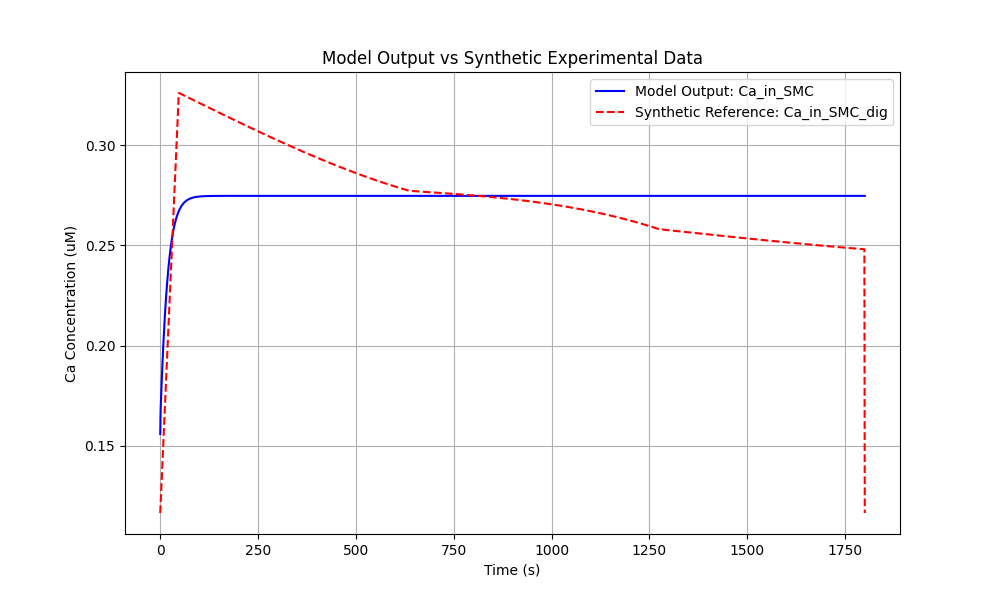 Model Output vs Synthetic Experimental Data
Model Output: Ca_in_SMC
Synthetic Reference: Ca_in_SMC_dig
Ca Concentration (uM)
0.30
0.25
0.20
0.15
0 250 500 750 1000 1250 1500 1750
Time (s)